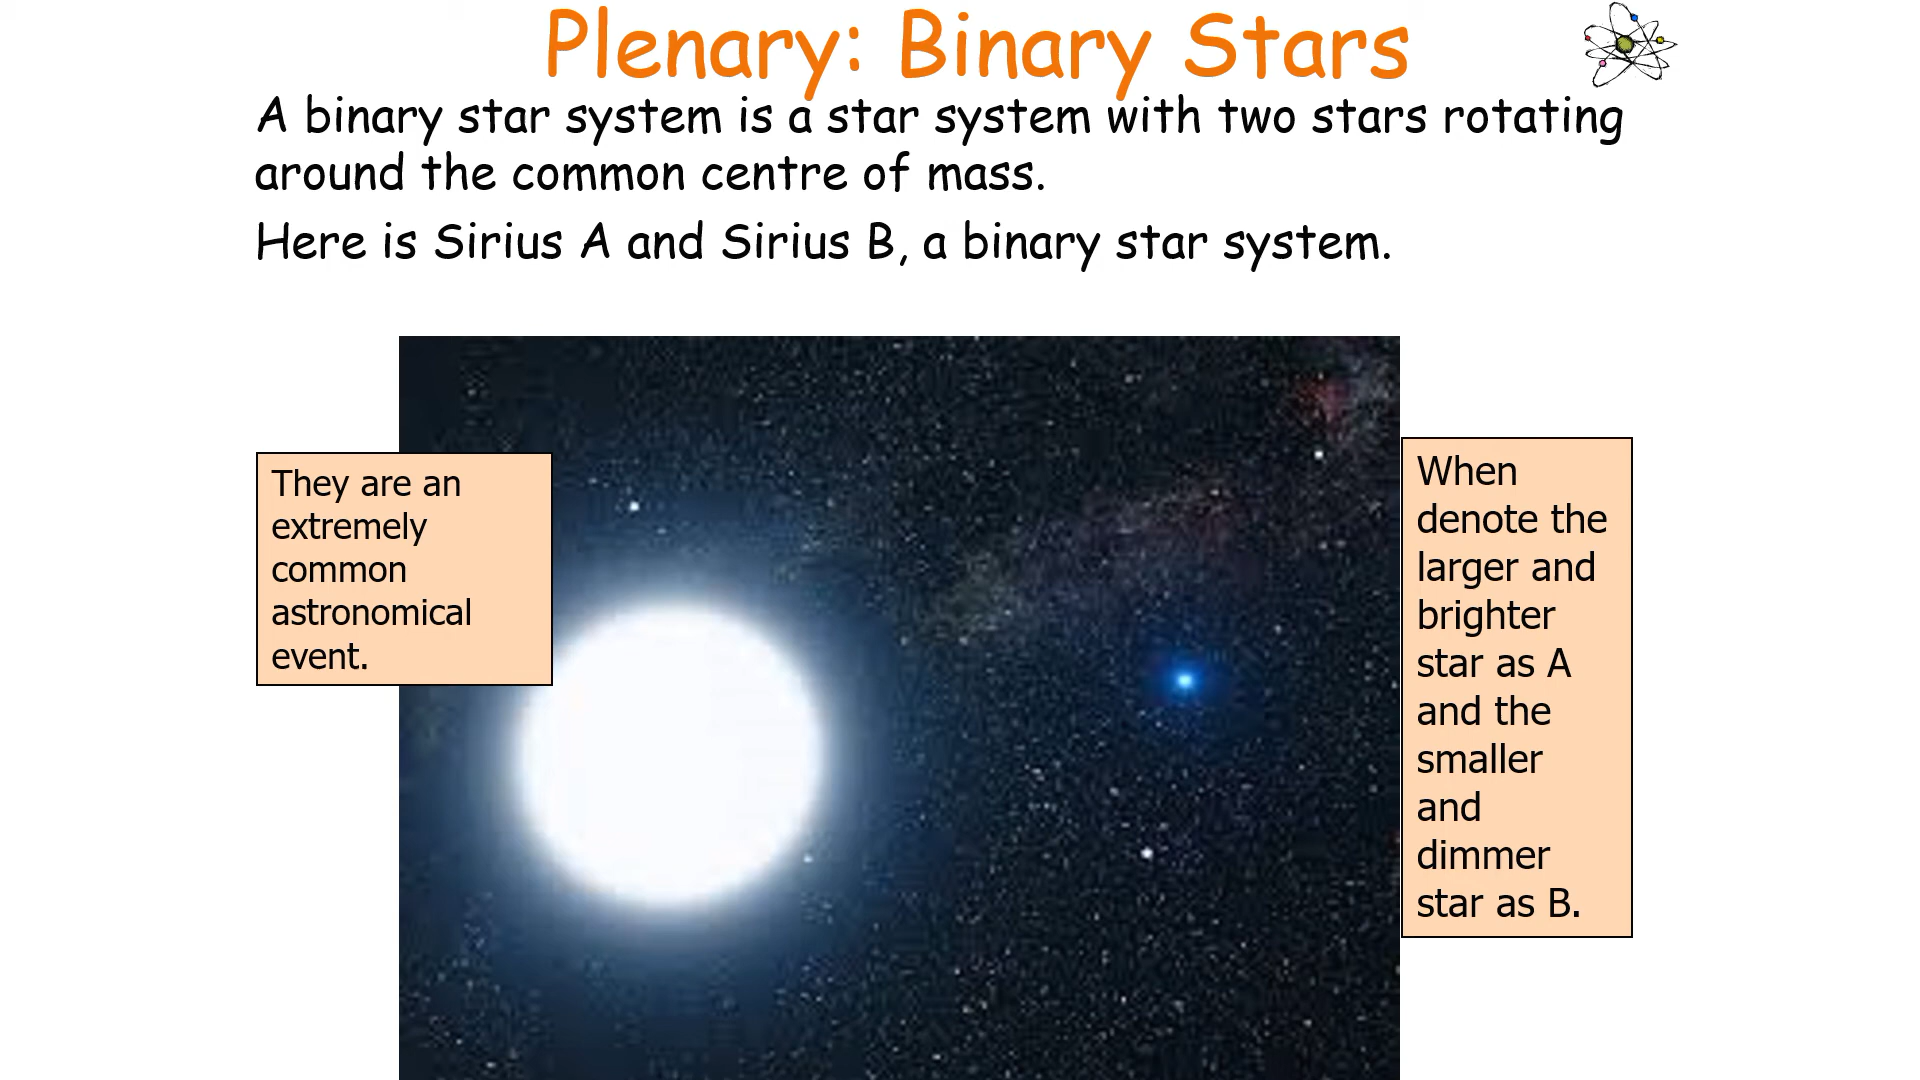 Plenary: Binary Stars
A binary star system is a star system with two stars rotating
around the common centre of mass.
Here is Sirius A and Sirius B, a binary star system.
They are an
extremely
common
astronomical
event.
When
denote the
larger and
brighter
star as A
and the
smaller
and
dimmer
star as B.